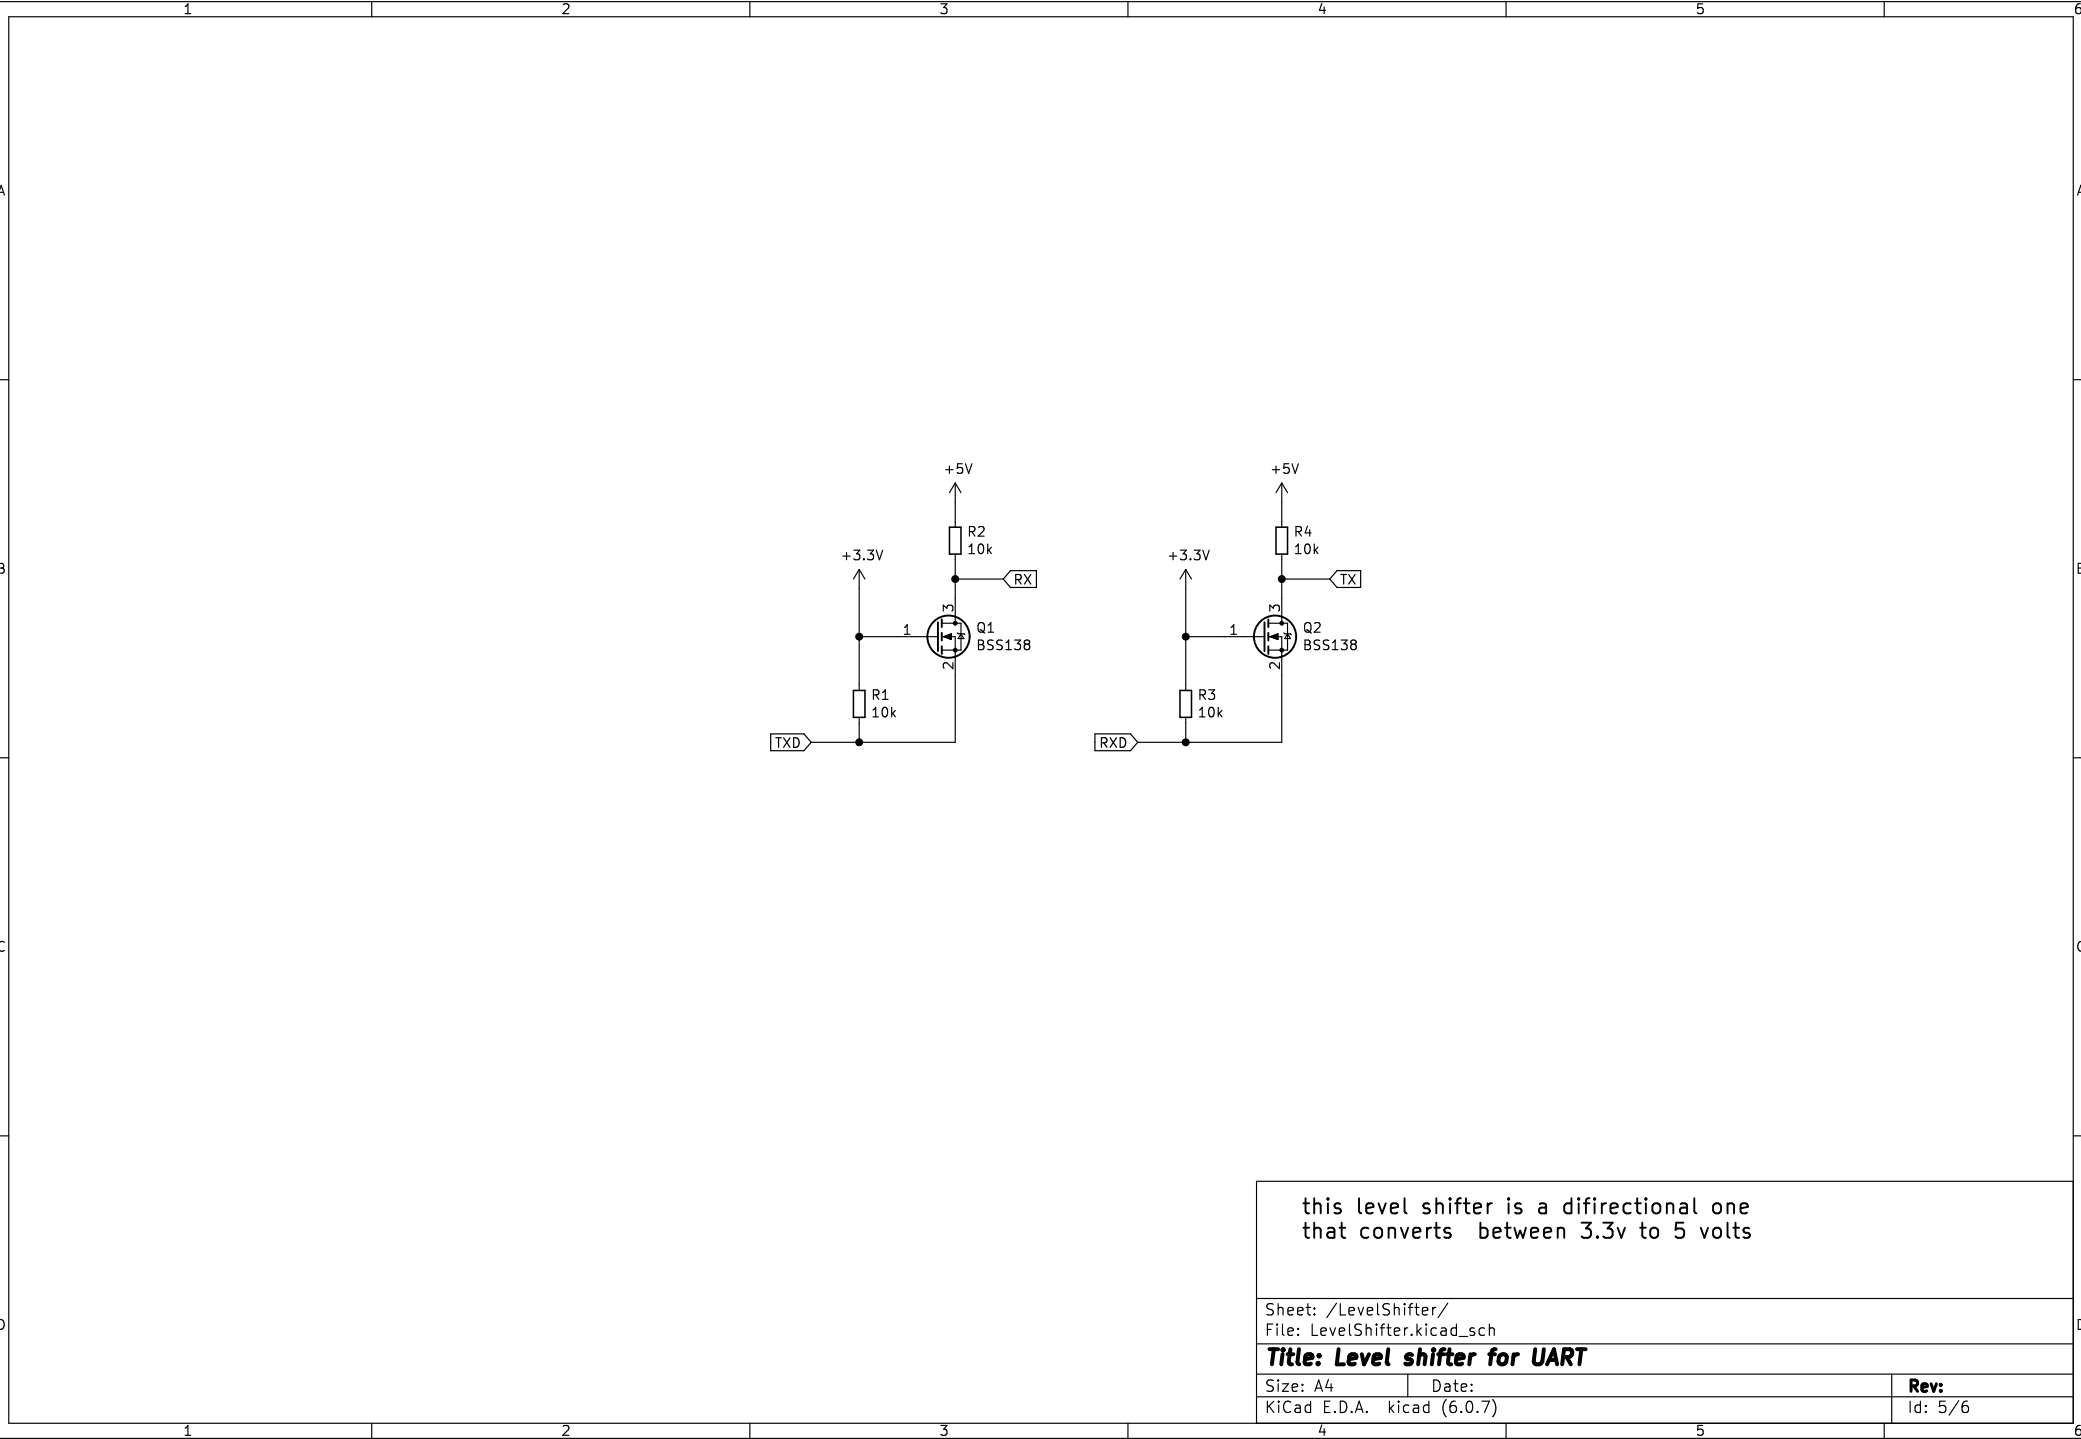 1 2 3 4 5 6
A A
+5V +5V
R2 R4
10k 10k
+3.3V +3.3V
B B
RX TX
3 3
1 Q1 1 Q2
BSS138 BSS138
2 2
R1 R3
10k 10k
TXD RXD
C C
this level shifter is a difirectional one
that converts  between 3.3v to 5 volts
Sheet: /LevelShifter/
File: LevelShifter.kicad_sch
D D
Title: Level shifter for UART
Size: A4 Date: Rev:
KiCad E.D.A.  kicad (6.0.7) Id: 5/6
1 2 3 4 5 6